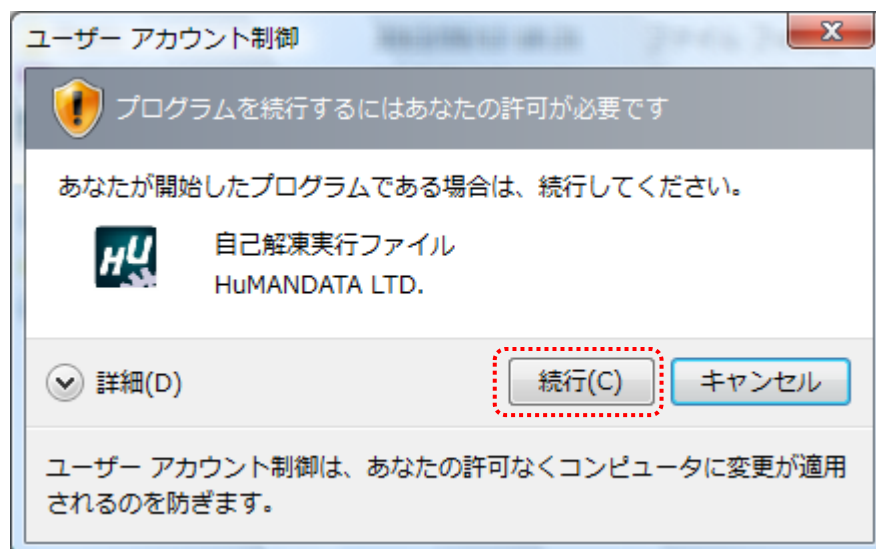 ユーザー アカウント制御
プログラムを続行するにはあなたの許可が必要です
あなたが開始したプログラムである場合は、続行してください。
HU
自己解凍実行ファイル
HuMANDATA LTD.
詳細(D)
続行(C)
キャンセル
ユーザー アカウント制御は、あなたの許可なくコンピュータに変更が適用
されるのを防ぎます。